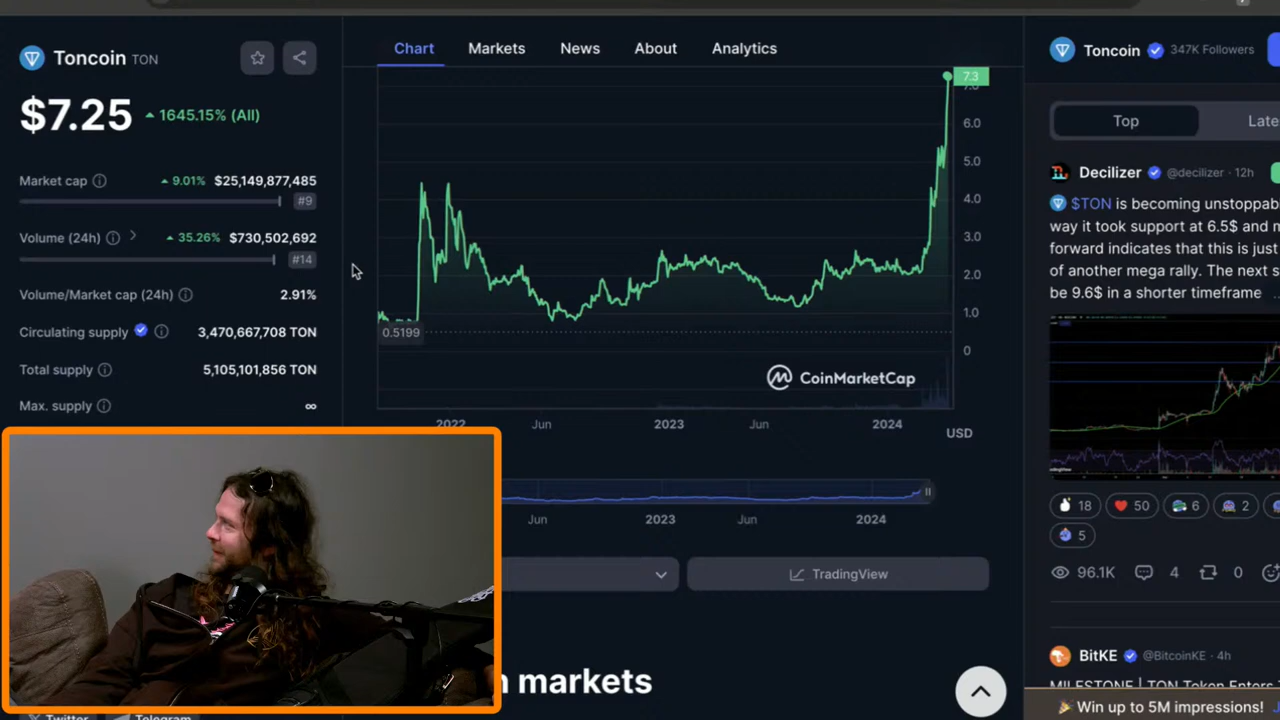 Toncoin TON
$7.25 1645.15% (All)
Market cap 9.01% $25,149,877,485
#9
Volume (24h) 35.26% $730,502,692
#14
Volume/Market cap (24h) 2.91%
Circulating supply 3,470,667,708 TON
Total supply 5,105,101,856 TON
Max. supply ∞
Twitter Telegram
Chart Markets News About Analytics
7.3
6.0
5.0
4.0
3.0
2.0
1.0
0
0.5199
CoinMarketCap
2022 Jun 2023 Jun 2024
USD
Jun 2023 Jun 2024
TradingView
markets
Toncoin 347K Followers
Top Late
Decilizer @decilizer · 12h
$TON is becoming unstoppab
way it took support at 6.5$ and m
forward indicates that this is just
of another mega rally. The next s
be 9.6$ in a shorter timeframe
18 50 6 2
5
96.1K 4 0
BitKE @BitcoinKE · 4h
MILESTONE | TON Token Enters
Win up to 5M impressions!